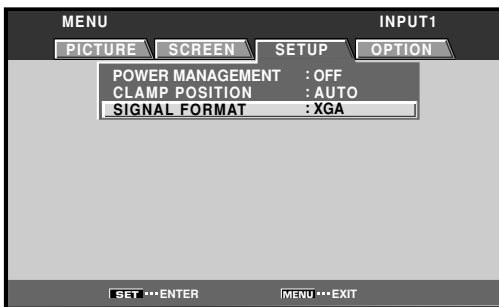 MENU INPUT1
PICTURE SCREEN SETUP OPTION
POWER MANAGEMENT : OFF
CLAMP POSITION : AUTO
SIGNAL FORMAT : XGA
SET ••• ENTER MENU ••• EXIT